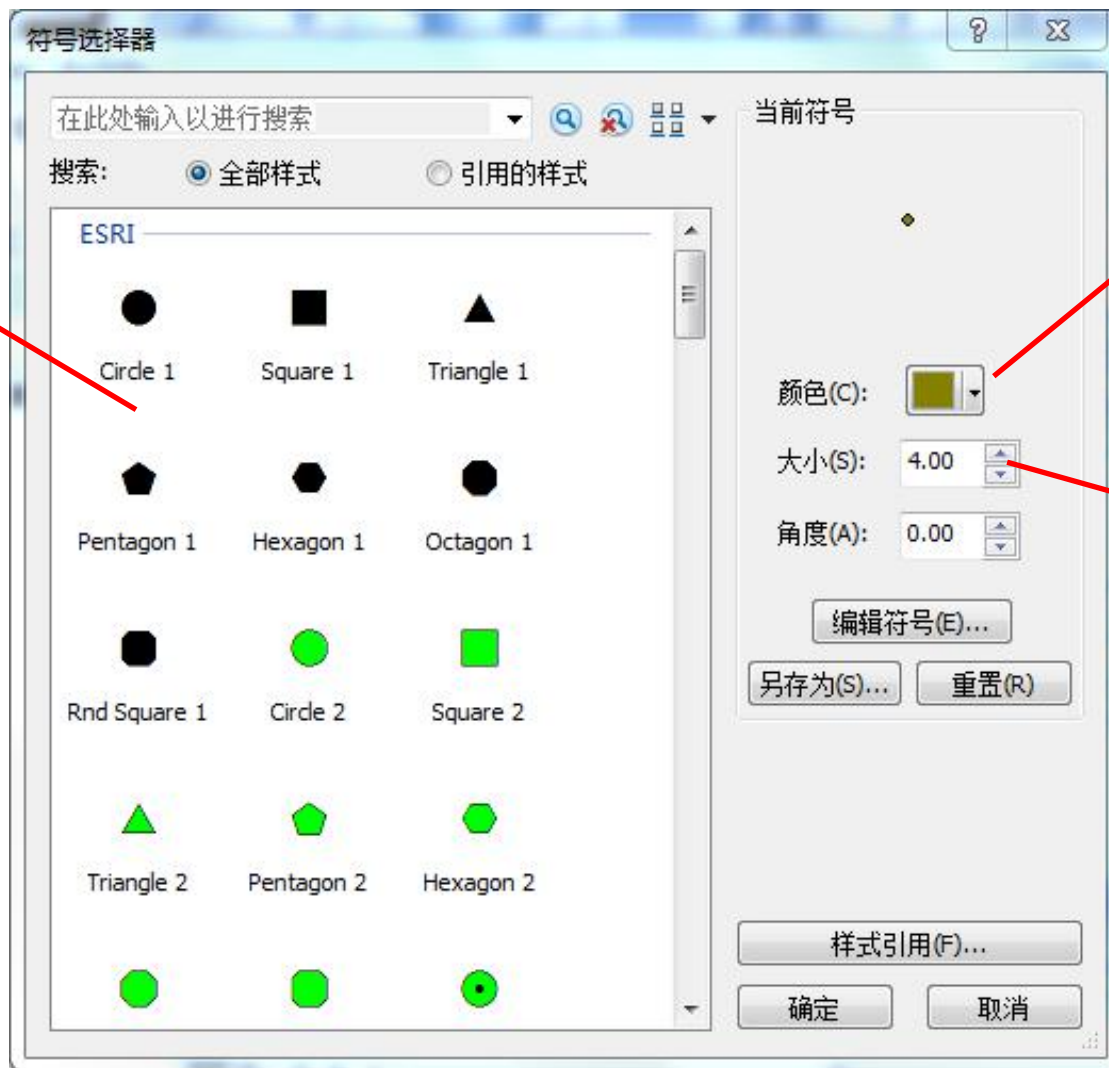 符号选择器
在此处输入以进行搜索
搜索: 全部样式 引用的样式
ESRI
Circle 1 Square 1 Triangle 1
Pentagon 1 Hexagon 1 Octagon 1
Rnd Square 1 Circle 2 Square 2
Triangle 2 Pentagon 2 Hexagon 2
当前符号
颜色(C):
大小(S): 4.00
角度(A): 0.00
编辑符号(E)...
另存为(S)... 重置(R)
样式引用(F)...
确定 取消